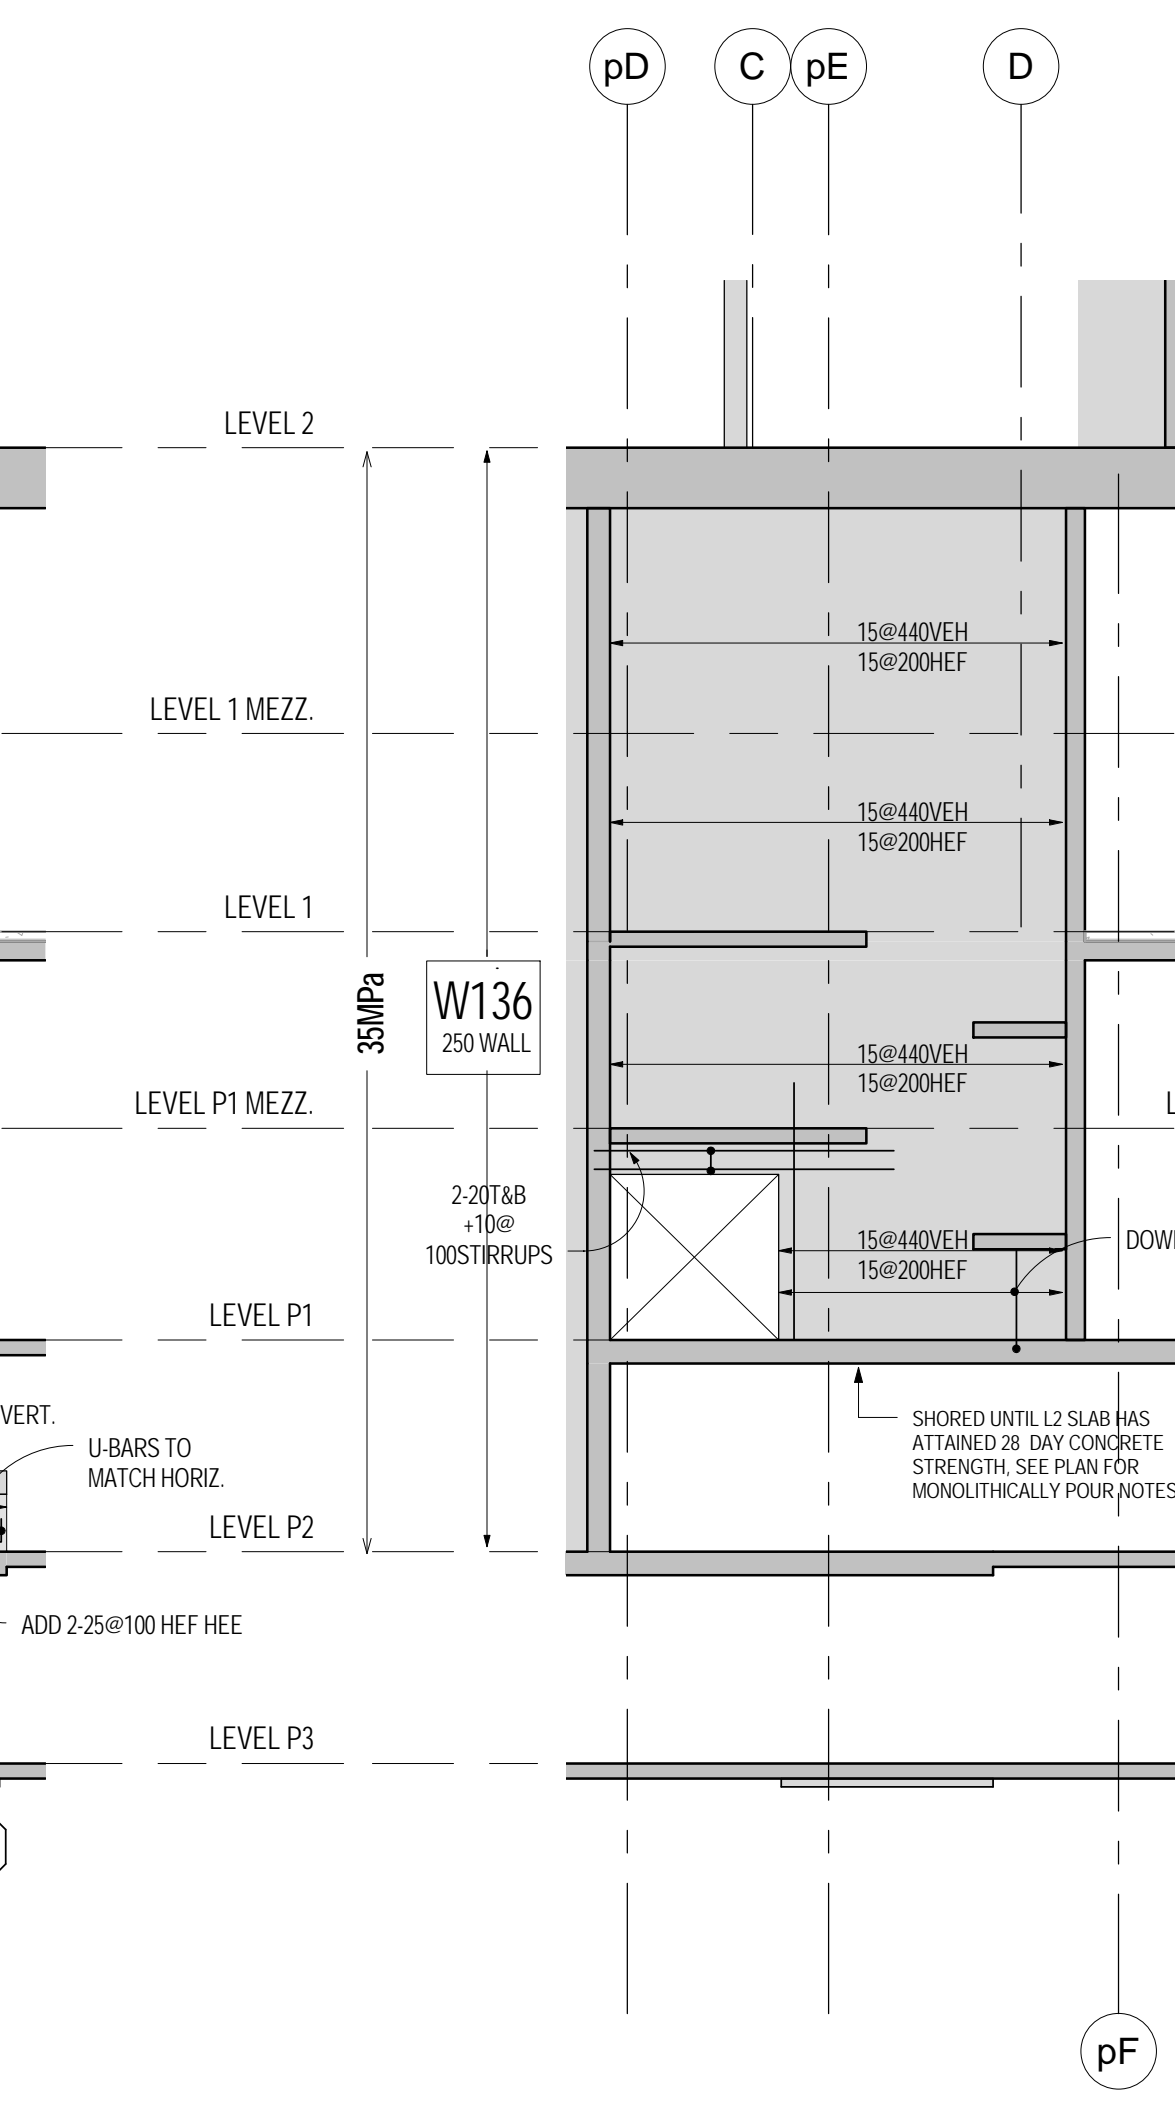 pD
C
pE
D
LEVEL 2
15@440VEH
15@200HEF
LEVEL 1 MEZZ.
15@440VEH
15@200HEF
LEVEL 1
35MPa
W136
250 WALL
15@440VEH
15@200HEF
LEVEL P1 MEZZ.
2-20T&B
+10@
100STIRRUPS
15@440VEH
15@200HEF
LEVEL P1
VERT.
U-BARS TO
MATCH HORIZ.
SHORED UNTIL L2 SLAB HAS
ATTAINED 28 DAY CONCRETE
STRENGTH, SEE PLAN FOR
MONOLITHICALLY POUR NOTES
LEVEL P2
ADD 2-25@100 HEF HEE
LEVEL P3
pF